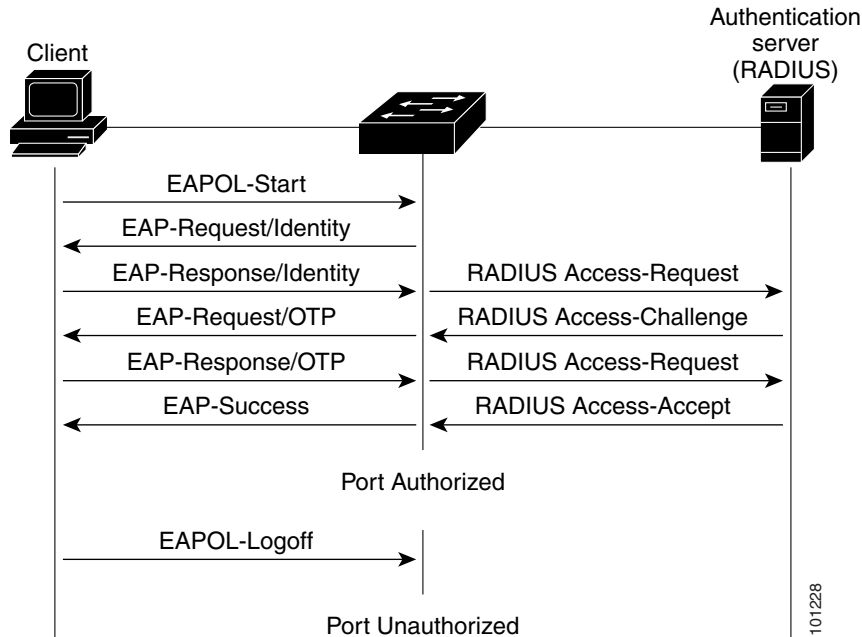 Authentication
server
(RADIUS)
Client
EAPOL-Start
EAP-Request/Identity
EAP-Response/Identity
RADIUS Access-Request
EAP-Request/OTP
RADIUS Access-Challenge
EAP-Response/OTP
RADIUS Access-Request
EAP-Success
RADIUS Access-Accept
Port Authorized
EAPOL-Logoff
Port Unauthorized
101228